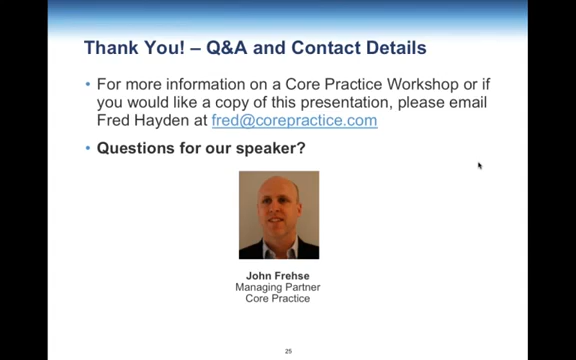 Thank You! – Q&A and Contact Details
• For more information on a Core Practice Workshop or if
you would like a copy of this presentation, please email
Fred Hayden at fred@corepractice.com
• Questions for our speaker?
John Frehse
Managing Partner
Core Practice
25